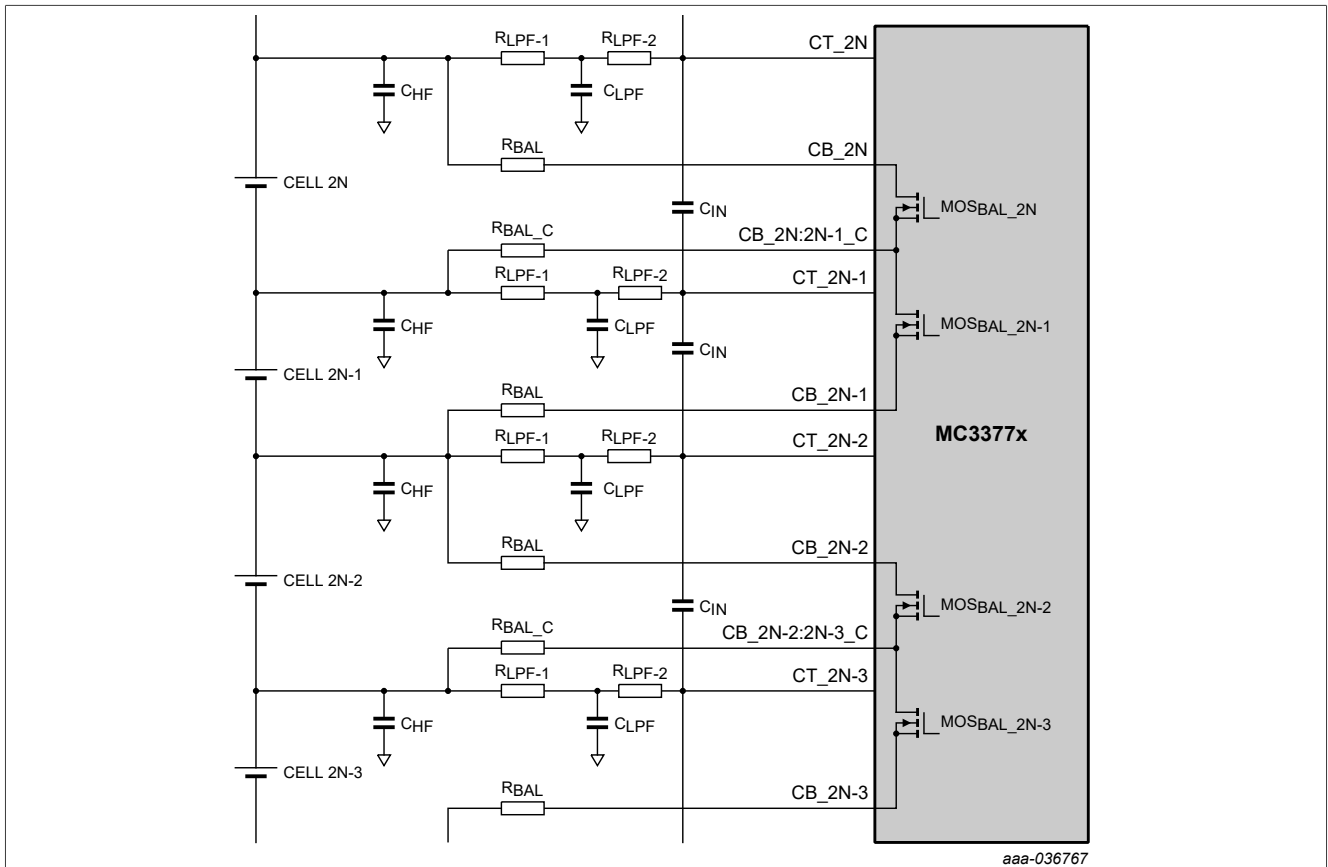 RLPF-1 RLPF-2 CT_2N
CHF CLPF
RBAL CB_2N
CELL 2N MOSBAL_2N
CIN
RBAL_C CB_2N:2N-1_C
RLPF-1 RLPF-2 CT_2N-1
CHF CLPF MOSBAL_2N-1
CIN
CELL 2N-1
RBAL CB_2N-1
RLPF-1 RLPF-2 CT_2N-2 MC3377x
CHF CLPF
RBAL CB_2N-2
CELL 2N-2 MOSBAL_2N-2
CIN
RBAL_C CB_2N-2:2N-3_C
RLPF-1 RLPF-2 CT_2N-3
CHF CLPF MOSBAL_2N-3
CELL 2N-3
RBAL CB_2N-3
aaa-036767